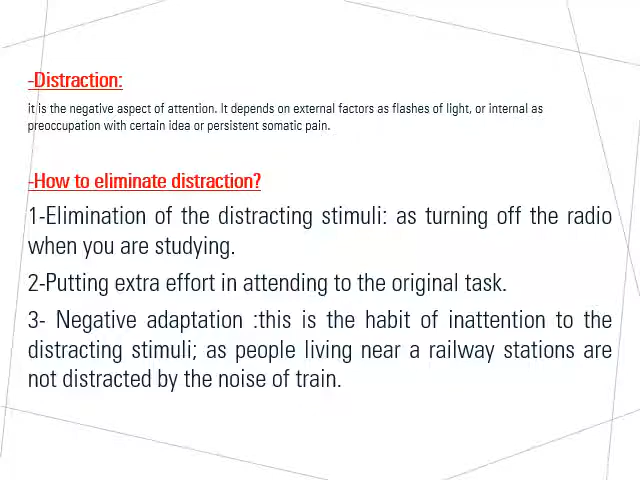 -Distraction:
it is the negative aspect of attention. It depends on external factors as flashes of light, or internal as
preoccupation with certain idea or persistent somatic pain.
-How to eliminate distraction?
1-Elimination of the distracting stimuli: as turning off the radio
when you are studying.
2-Putting extra effort in attending to the original task.
3- Negative adaptation :this is the habit of inattention to the
distracting stimuli; as people living near a railway stations are
not distracted by the noise of train.